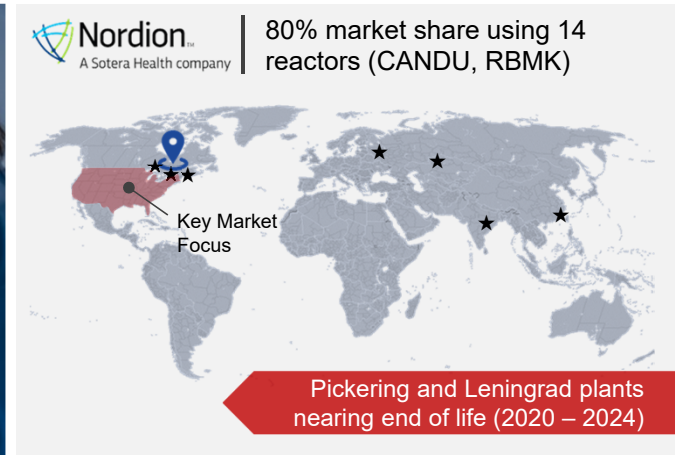 Nordion™
A Sotera Health company
80% market share using 14
reactors (CANDU, RBMK)
Key Market
Focus
Pickering and Leningrad plants
nearing end of life (2020 – 2024)